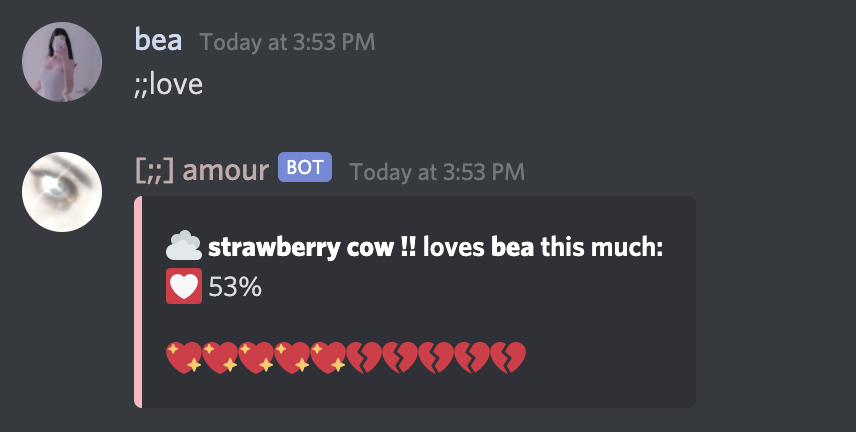 bea Today at 3:53 PM
;;love
[;;] amour BOT Today at 3:53 PM
strawberry cow !! loves bea this much:
53%